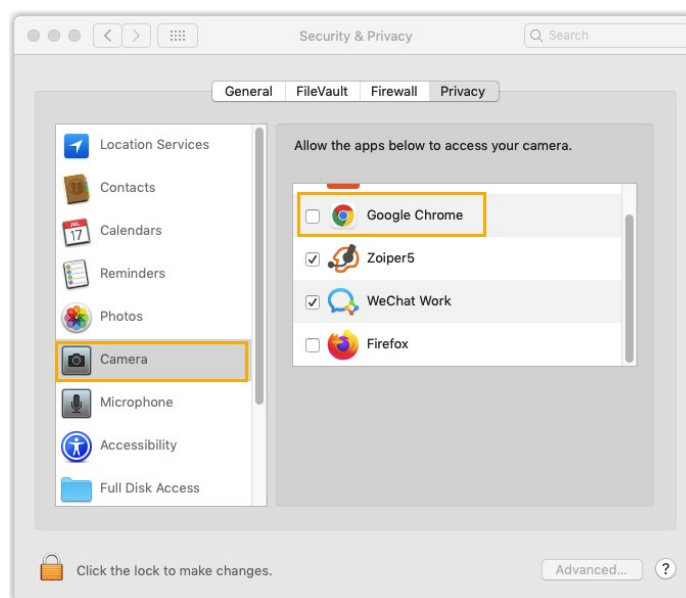 Security & Privacy
Search
General FileVault Firewall Privacy
Location Services
Contacts
JUL
17
Calendars
Reminders
Photos
Camera
Microphone
Accessibility
Full Disk Access
Allow the apps below to access your camera.
Google Chrome
Zoiper5
WeChat Work
Firefox
Click the lock to make changes.
Advanced...
?